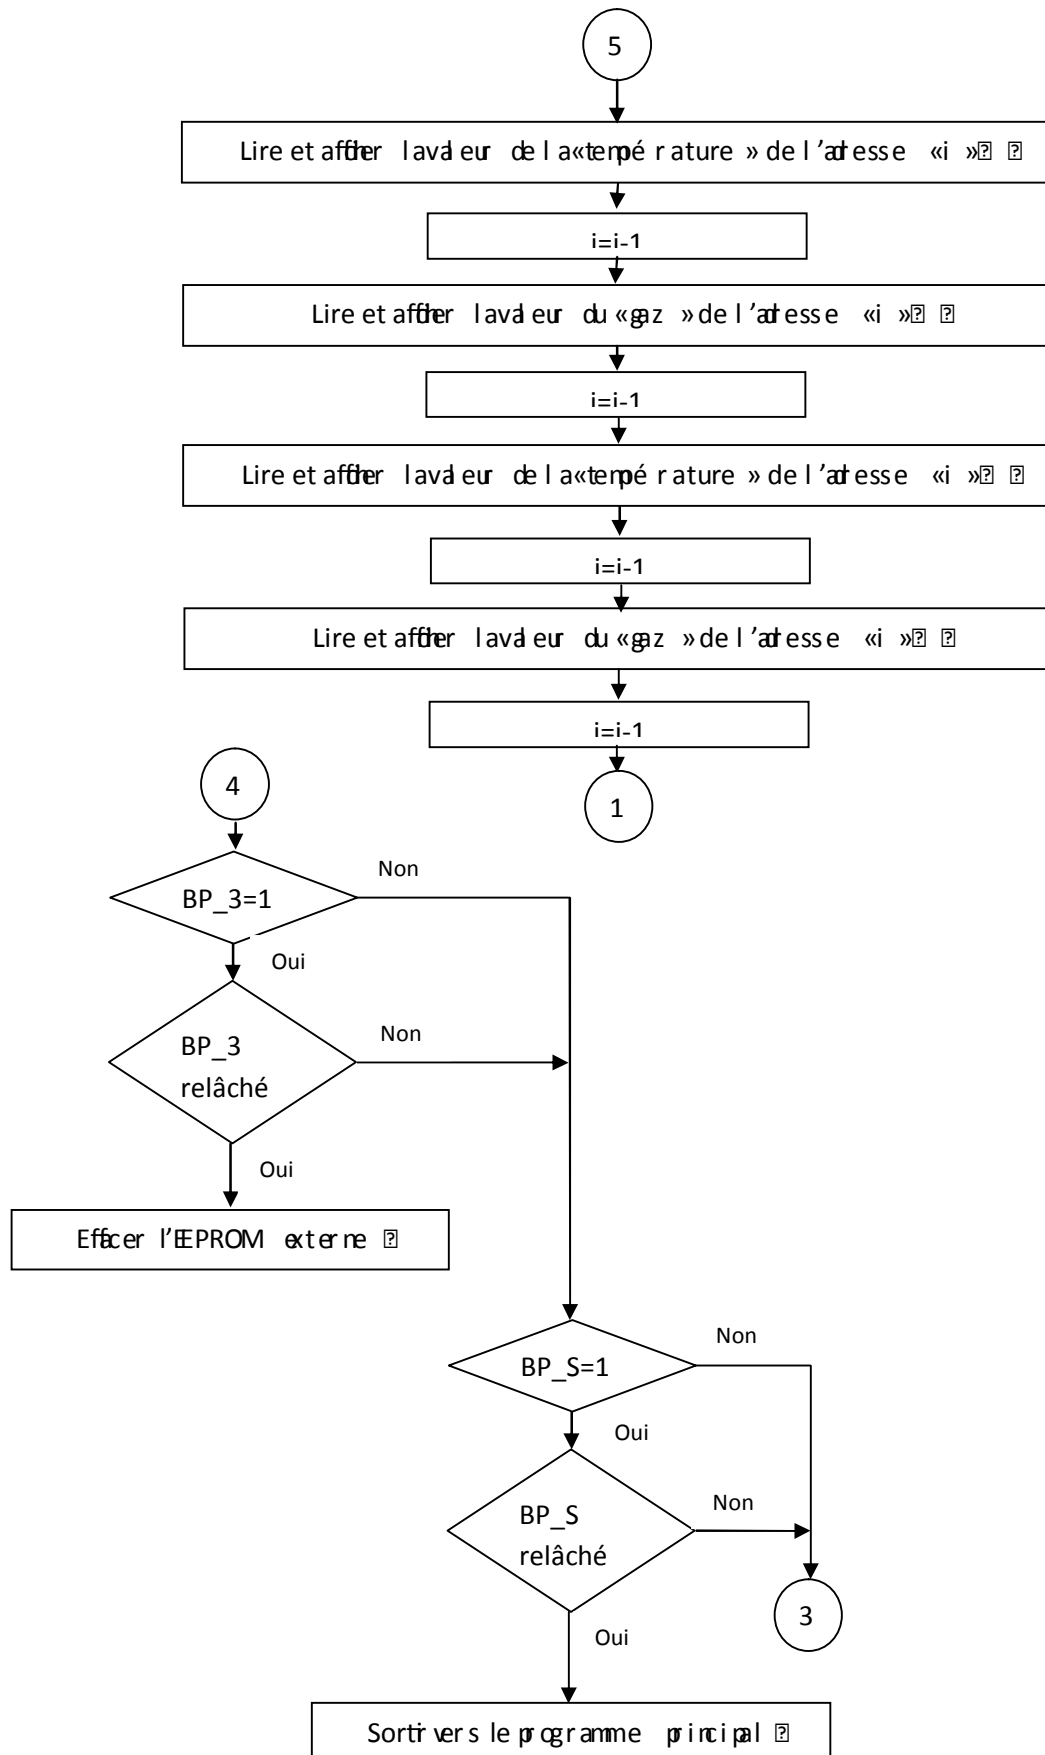 5
Lire et afficher la valeur de la «température » de l'adresse «i »
i=i-1
Lire et afficher la valeur du «gaz » de l'adresse «i »
i=i-1
Lire et afficher la valeur de la «température » de l'adresse «i »
i=i-1
Lire et afficher la valeur du «gaz » de l'adresse «i »
i=i-1
4
1
Non
BP_3=1
Oui
Non
BP_3
relâché
Oui
Effacer l'EEPROM externe
Non
BP_S=1
Oui
Non
BP_S
relâché
3
Oui
Sortir vers le programme principal